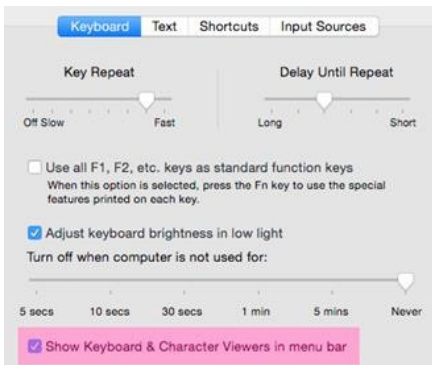 Keyboard Text Shortcuts Input Sources
Key Repeat Delay Until Repeat
Off Slow Fast Long Short
Use all F1, F2, etc. keys as standard function keys
When this option is selected, press the Fn key to use the special
features printed on each key.
Adjust keyboard brightness in low light
Turn off when computer is not used for:
5 secs 10 secs 30 secs 1 min 5 mins Never
Show Keyboard & Character Viewers in menu bar